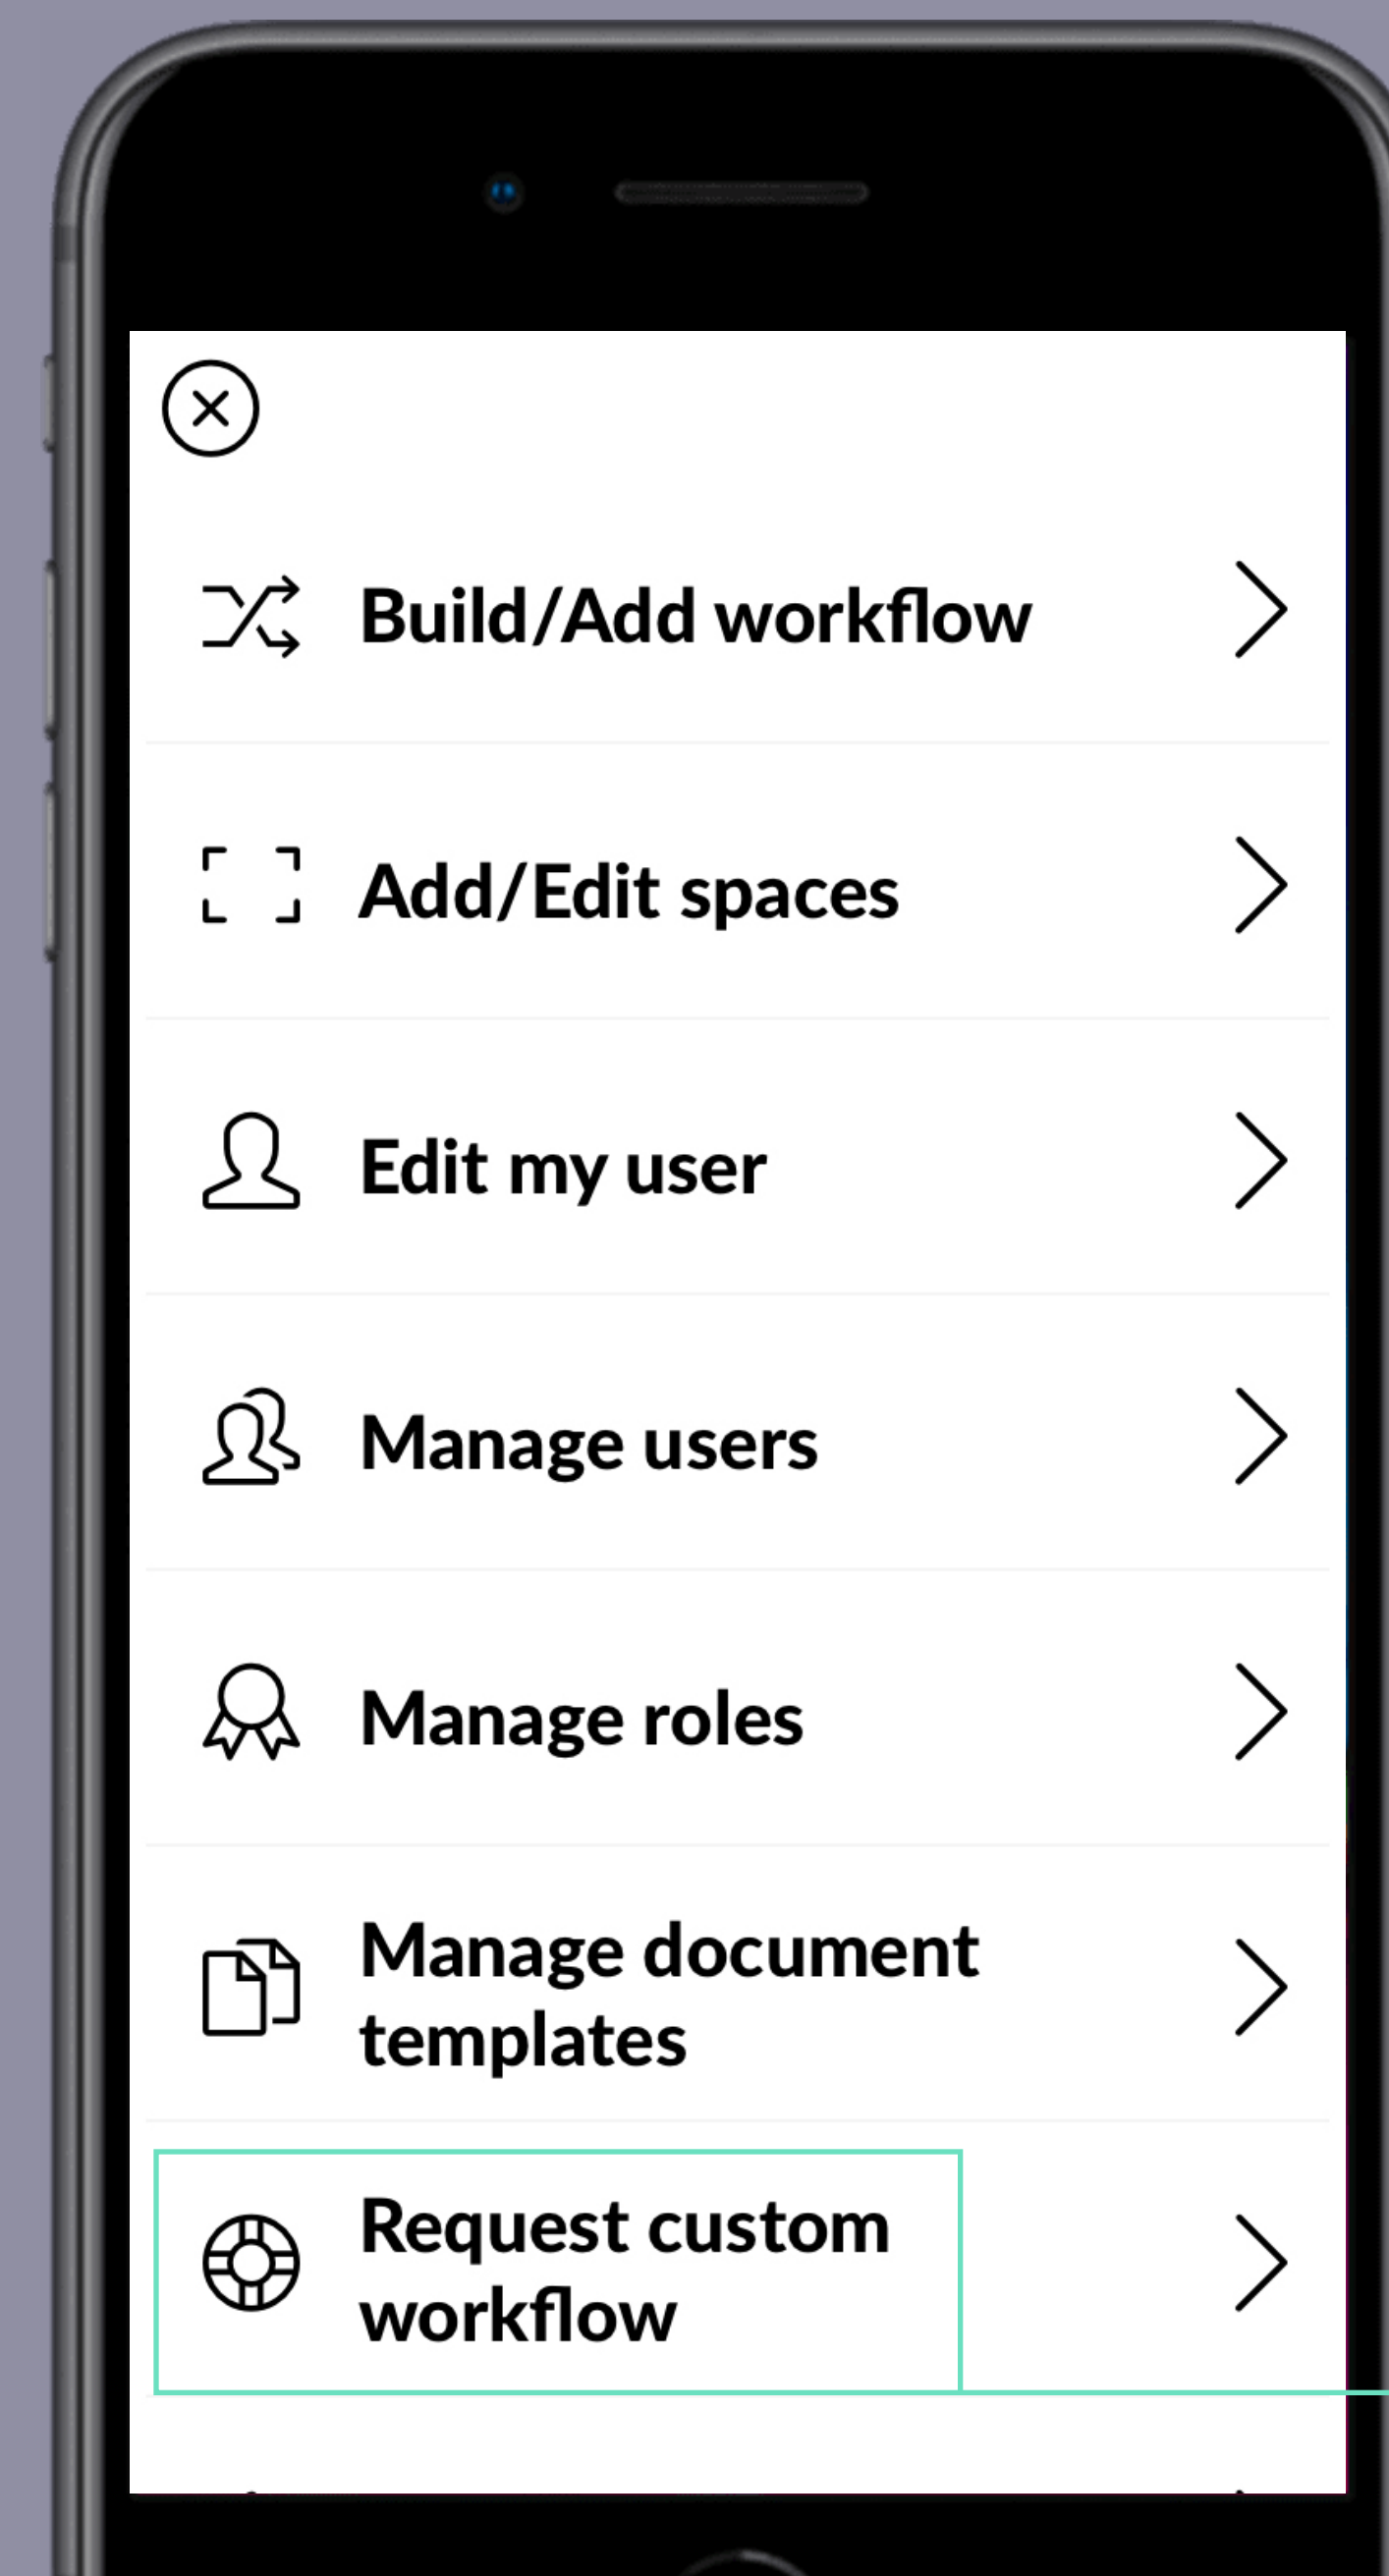 Build/Add workflow
Add/Edit spaces
Edit my user
Manage users
Manage roles
Manage document
templates
Request custom
workflow